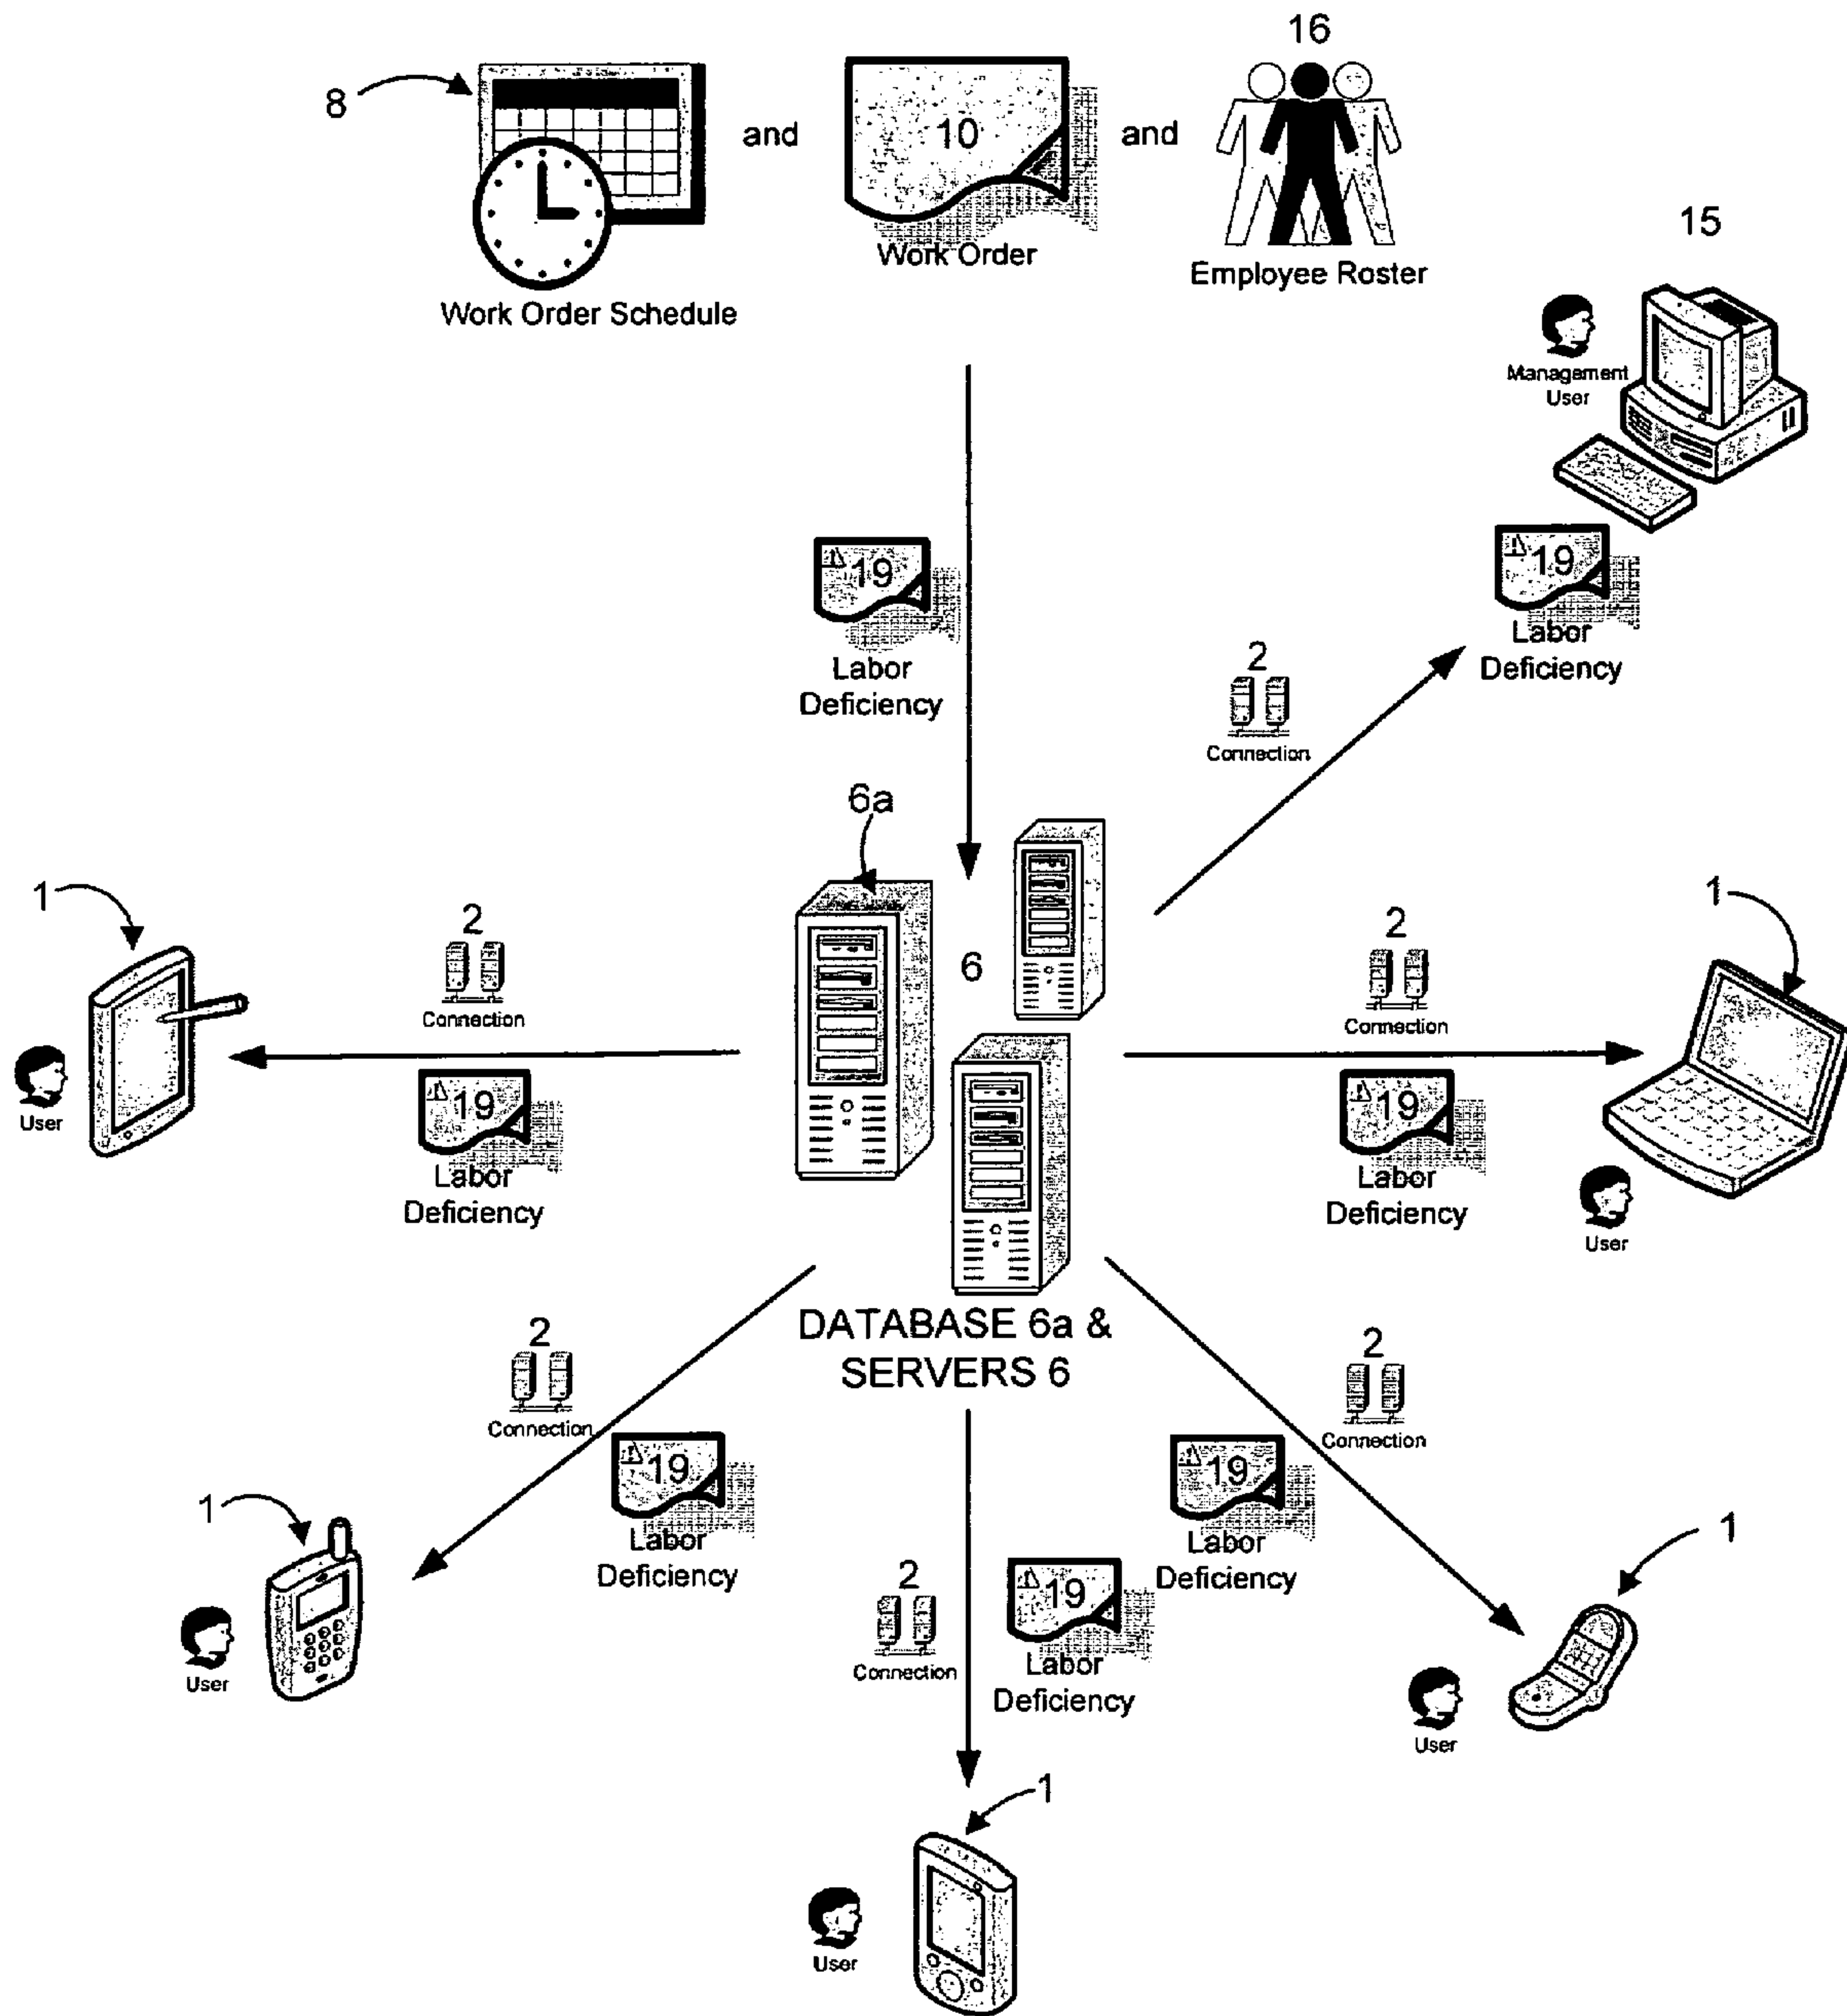 16
8
and
10
and
Work Order
Employee Roster
Work Order Schedule
15
Management
User
19
Labor
Deficiency
19
Labor
Deficiency
2
Connection
6a
6
1
2
Connection
19
Labor
Deficiency
User
2
Connection
1
19
Labor
Deficiency
User
DATABASE 6a &
SERVERS 6
2
Connection
19
Labor
Deficiency
1
User
2
Connection
19
Labor
Deficiency
2
Connection
19
Labor
Deficiency
1
User
1
User